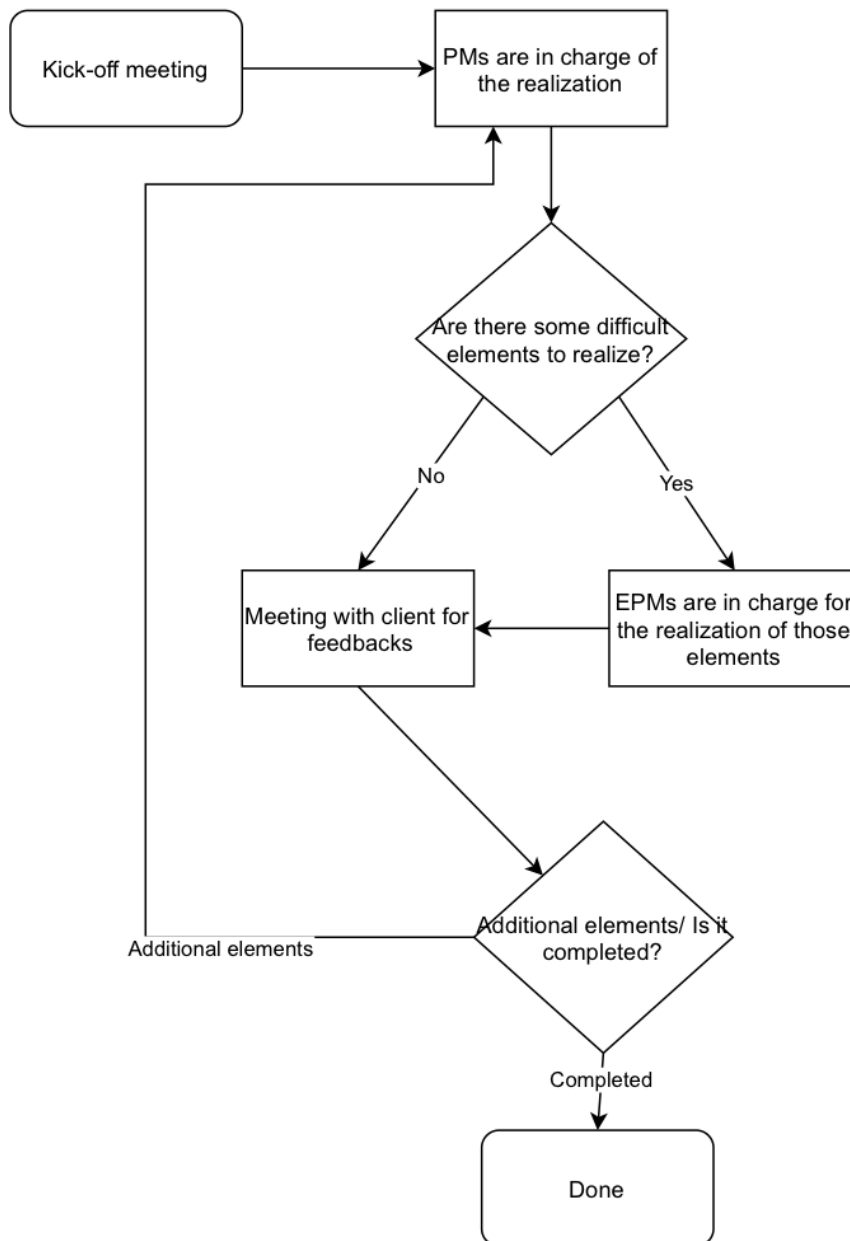 Kick-off meeting
PMs are in charge of
the realization
Are there some difficult
elements to realize?
No
Yes
Meeting with client for
feedbacks
EPMs are in charge for
the realization of those
elements
Additional elements/ Is it
completed?
Additional elements
Completed
Done